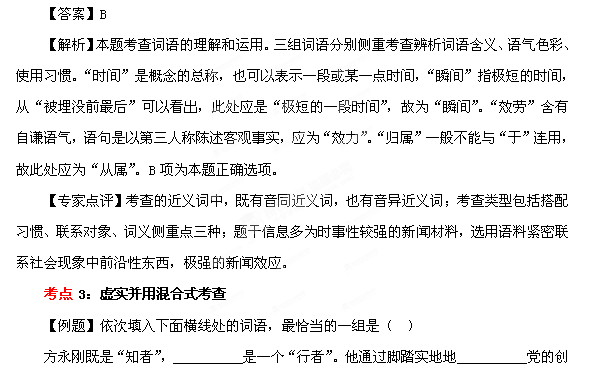 【答案】B
【解析】本题考查词语的理解和运用。三组词语分别侧重考查辨析词语含义、语气色彩、
使用习惯。“时间”是概念的总称，也可以表示一段或某一点时间，“瞬间”指极短的时间，
从“被埋没前最后”可以看出，此处应是“极短的一段时间”，故为“瞬间”。“效劳”含有
自谦语气，语句是以第三人称陈述客观事实，应为“效力”。“归属”一般不能与“于”连用，
故此处应为“从属”。B 项为本题正确选项。
【专家点评】考查的近义词中，既有音同近义词，也有音异近义词；考查类型包括搭配
习惯、联系对象、词义侧重点三种；题干信息多为时事性较强的新闻材料，选用语料紧密联
系社会现象中前沿性东西，极强的新闻效应。
考点 3：虚实并用混合式考查
【例题】依次填入下面横线处的词语，最恰当的一组是（ ）
方永刚既是“知者”，__________是一个“行者”。他通过脚踏实地地__________党的创